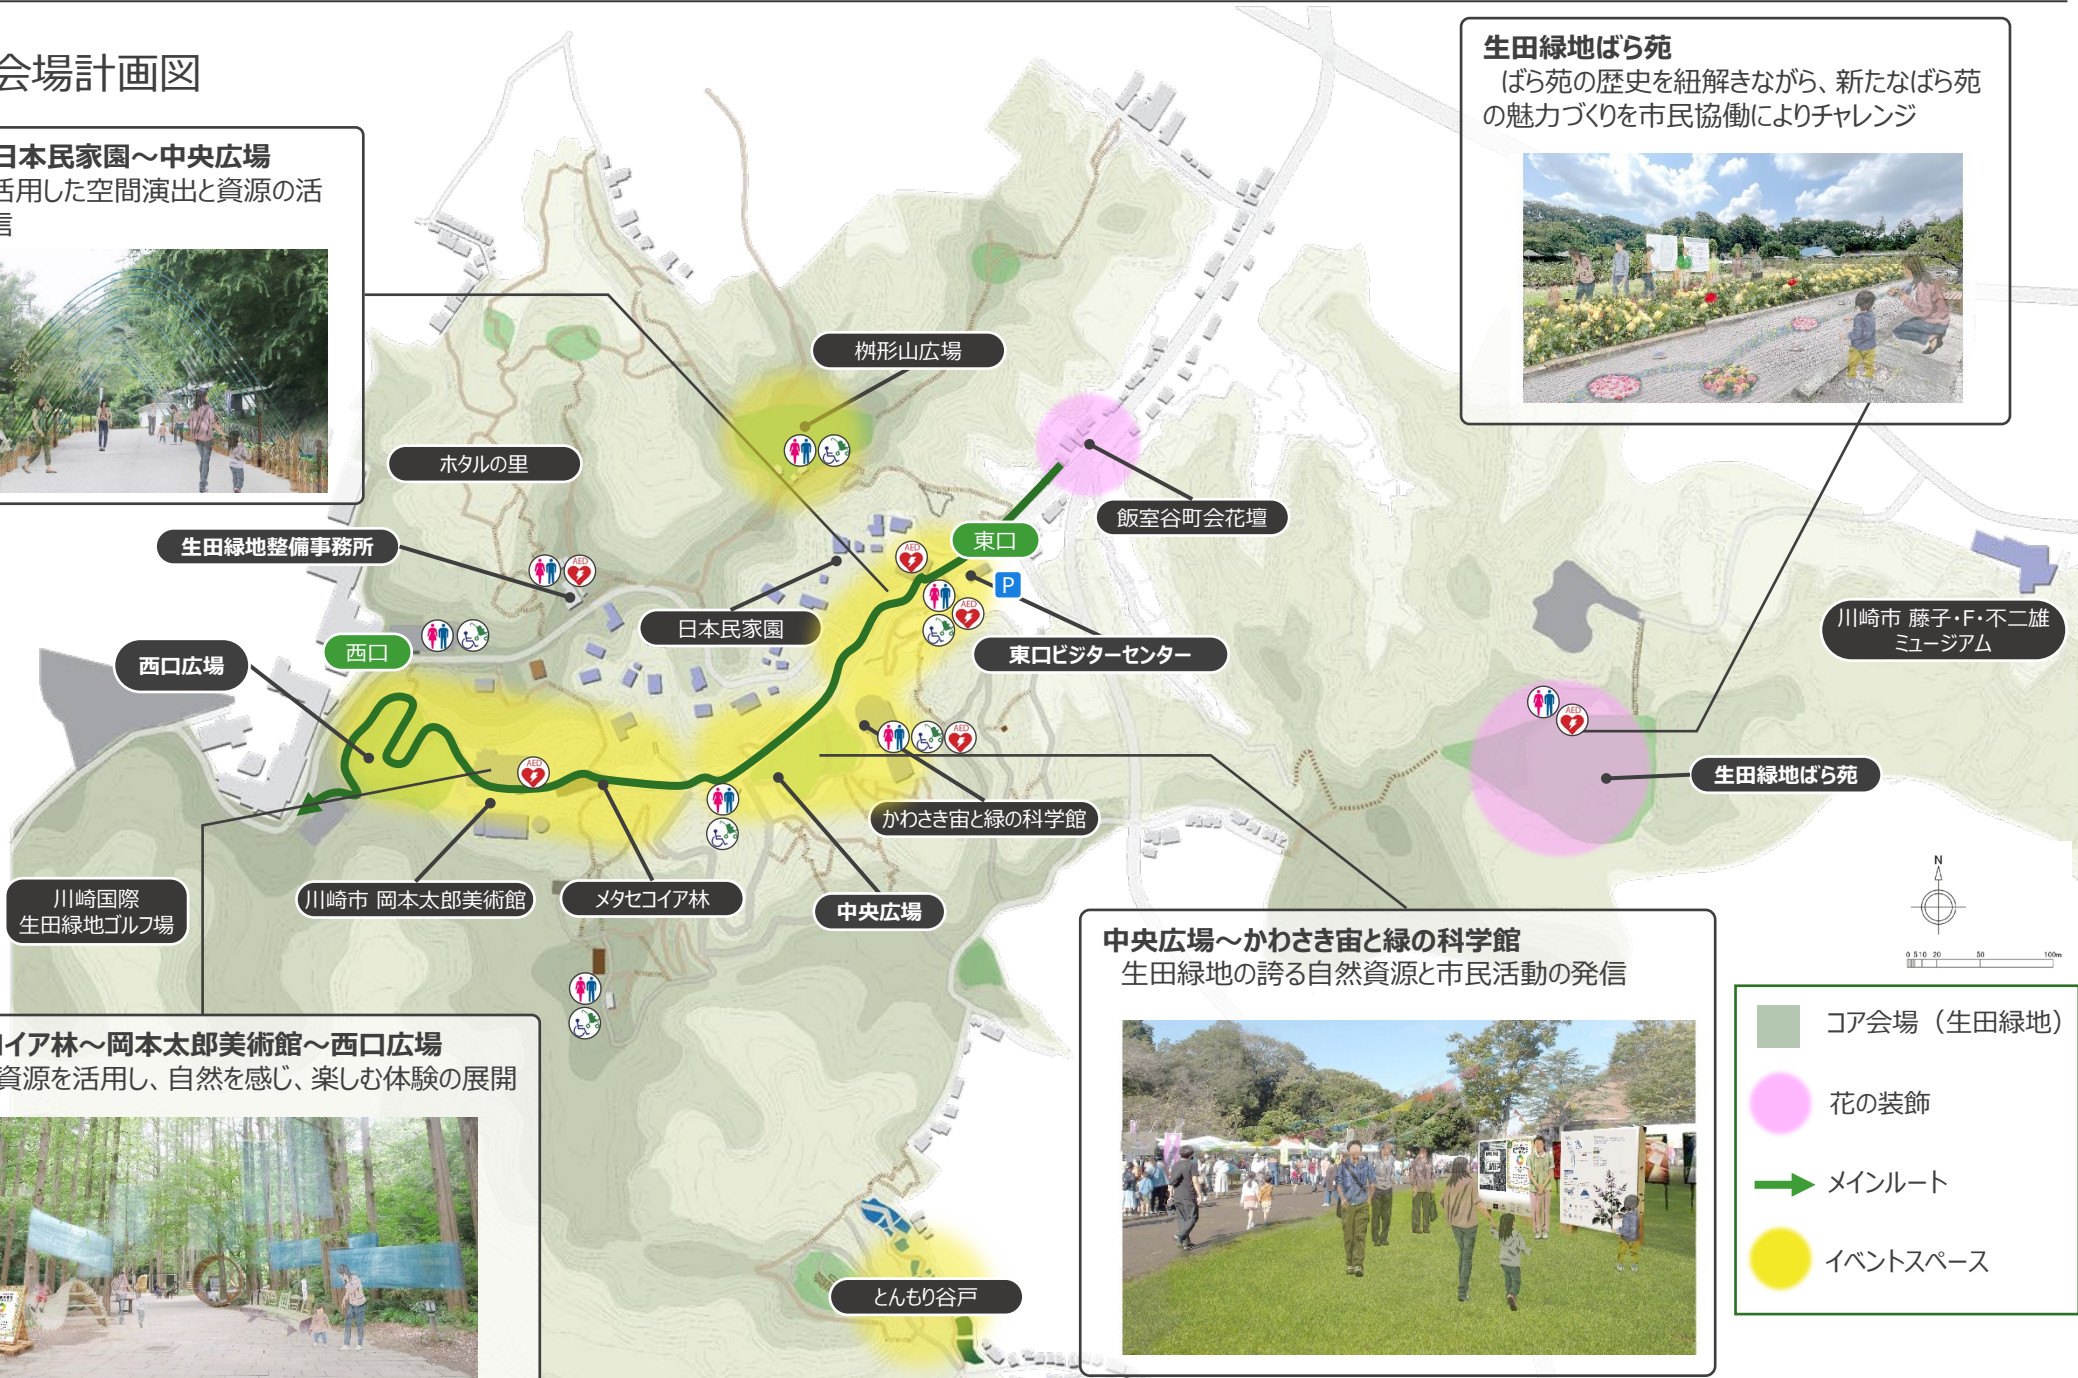 会場計画図
日本民家園～中央広場
活用した空間演出と資源の活
信
生田緑地ばら苑
ばら苑の歴史を紐解きながら、新たなばら苑
の魅力づくりを市民協働によりチャレンジ
桝形山広場
ホタルの里
飯室谷町会花壇
生田緑地整備事務所
東口
AED
AED
P
日本民家園
AED
川崎市 藤子・F・不二雄
ミュージアム
西口
西口広場
東口ビジターセンター
AED
AED
生田緑地ばら苑
AED
かわさき宙と緑の科学館
川崎国際
生田緑地ゴルフ場
川崎市 岡本太郎美術館
メタセコイア林
中央広場
N
0 5 10 20 50 100m
中央広場～かわさき宙と緑の科学館
生田緑地の誇る自然資源と市民活動の発信
イア林～岡本太郎美術館～西口広場
資源を活用し、自然を感じ、楽しむ体験の展開
コア会場（生田緑地）
花の装飾
メインルート
イベントスペース
とんもり谷戸